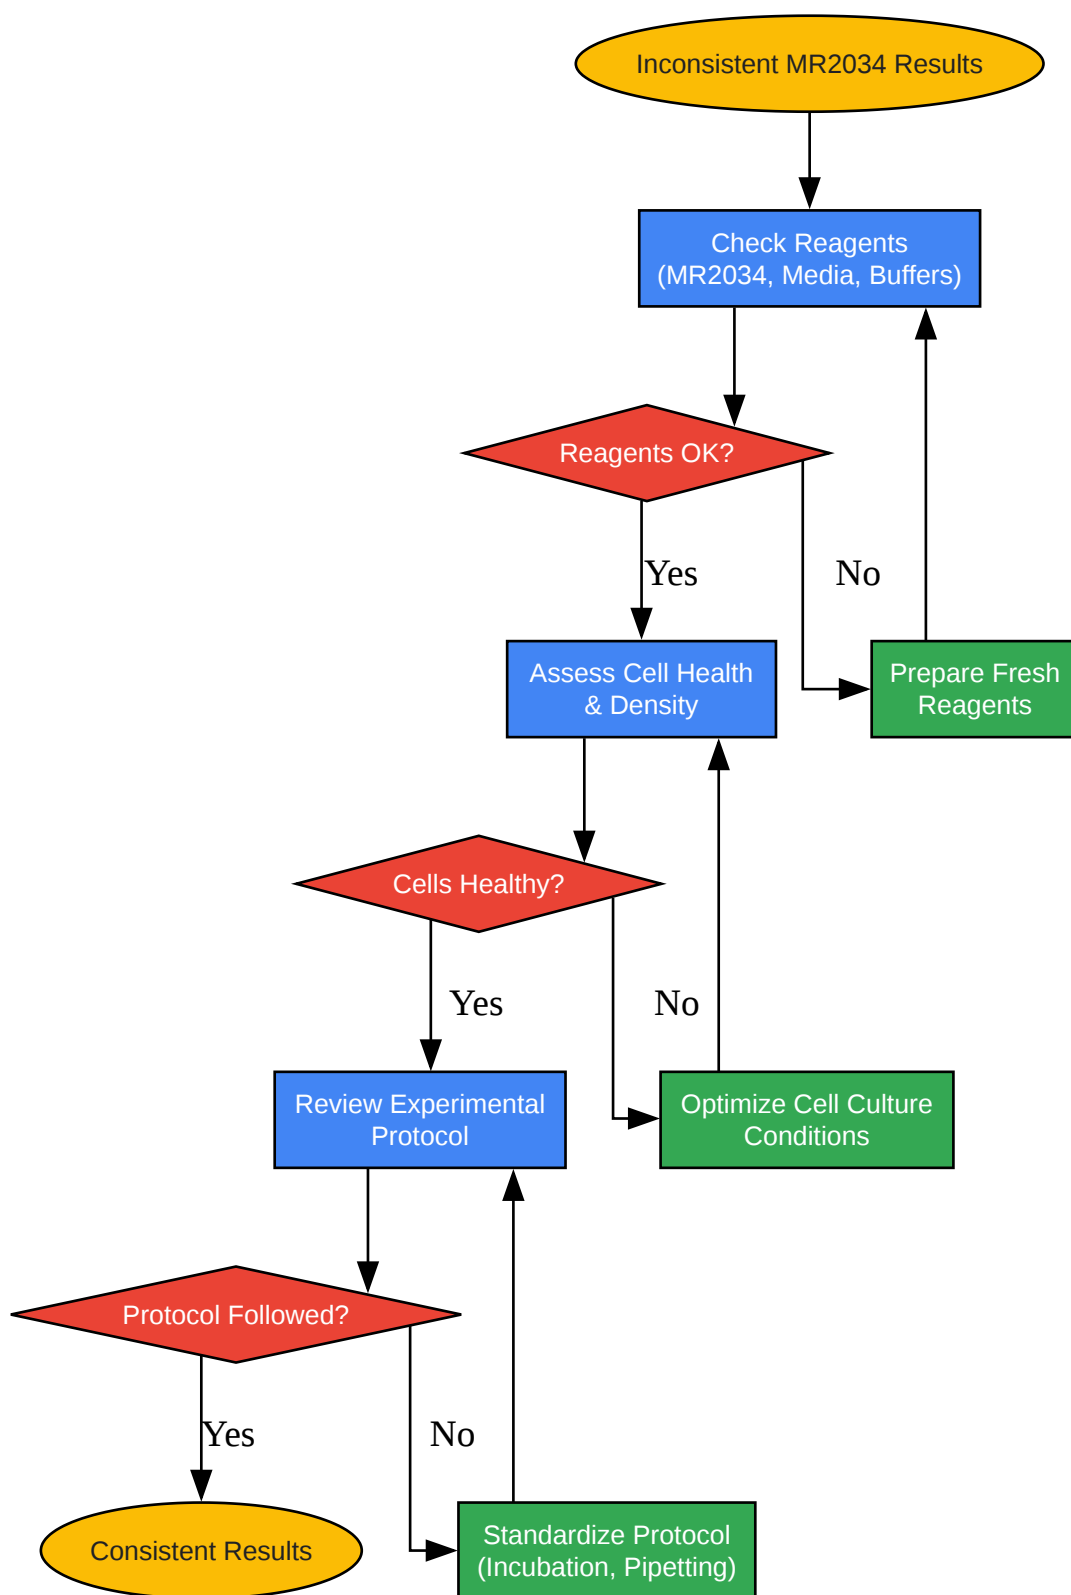 Inconsistent MR2034 Results
Check Reagents
(MR2034, Media, Buffers)
Reagents OK?
Yes
No
Assess Cell Health
& Density
Prepare Fresh
Reagents
Cells Healthy?
Yes
No
Review Experimental
Protocol
Optimize Cell Culture
Conditions
Protocol Followed?
Yes
No
Consistent Results
Standardize Protocol
(Incubation, Pipetting)